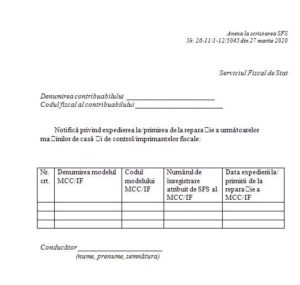 Anexa la scrisoarea SFS
Nr. 26-11/1-12/5045 din 27 martie 2020
Serviciul Fiscal de Stat
Denumirea contribuabilului
Codul fiscal al contribuabilului
Notifică privind expedierea la/primirea de la repara□ie a următoarelor
ma□inilor de casă □i de control/imprimantelor fiscale:
Nr. crt.
Denumirea modelul MCC/IF
Codul modelului MCC/IF
Numărul de înregistrare atribuit de SFS al MCC/IF
Data expedierii/la primirii de la repara□ie a MCC/IF
Conducător
(nume, prenume, semnătura)